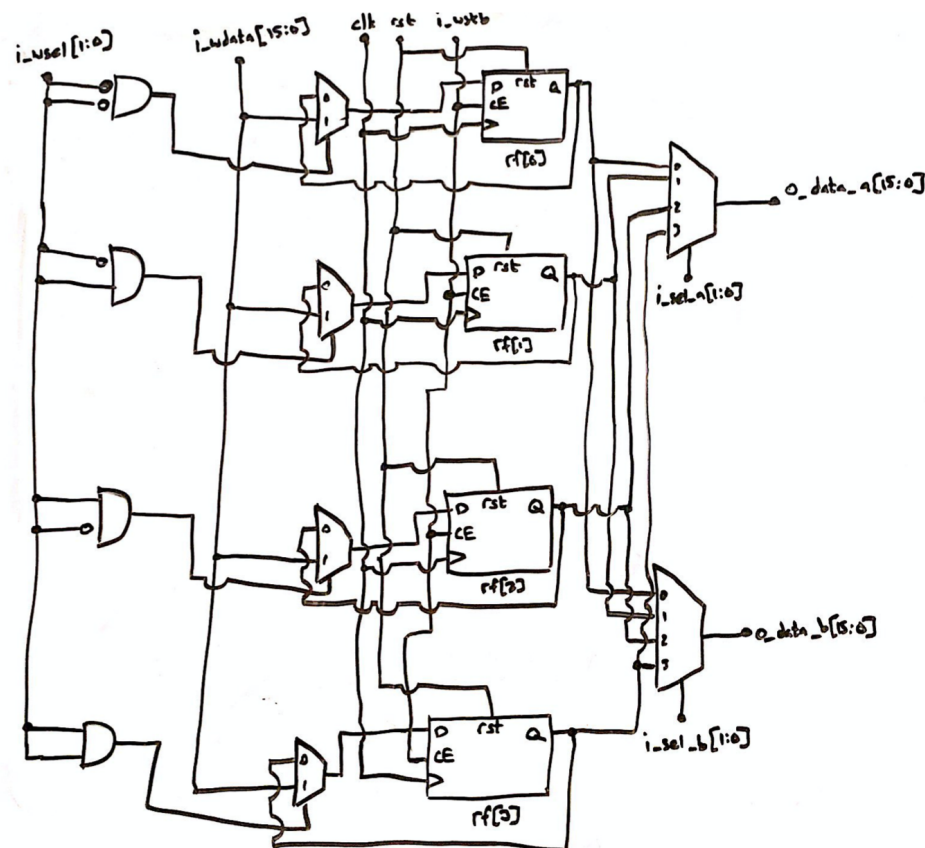 i_wsel[1:0]
i_wdata[15:0]
clk
rst
i_wstb
0
1
D
rst
Q
CE
rf[0]
0
1
2
3
o_data_a[15:0]
i_sel_a[1:0]
0
1
D
rst
Q
CE
rf[1]
0
1
D
rst
Q
CE
rf[2]
0
1
2
3
o_data_b[15:0]
i_sel_b[1:0]
0
1
D
rst
Q
CE
rf[3]